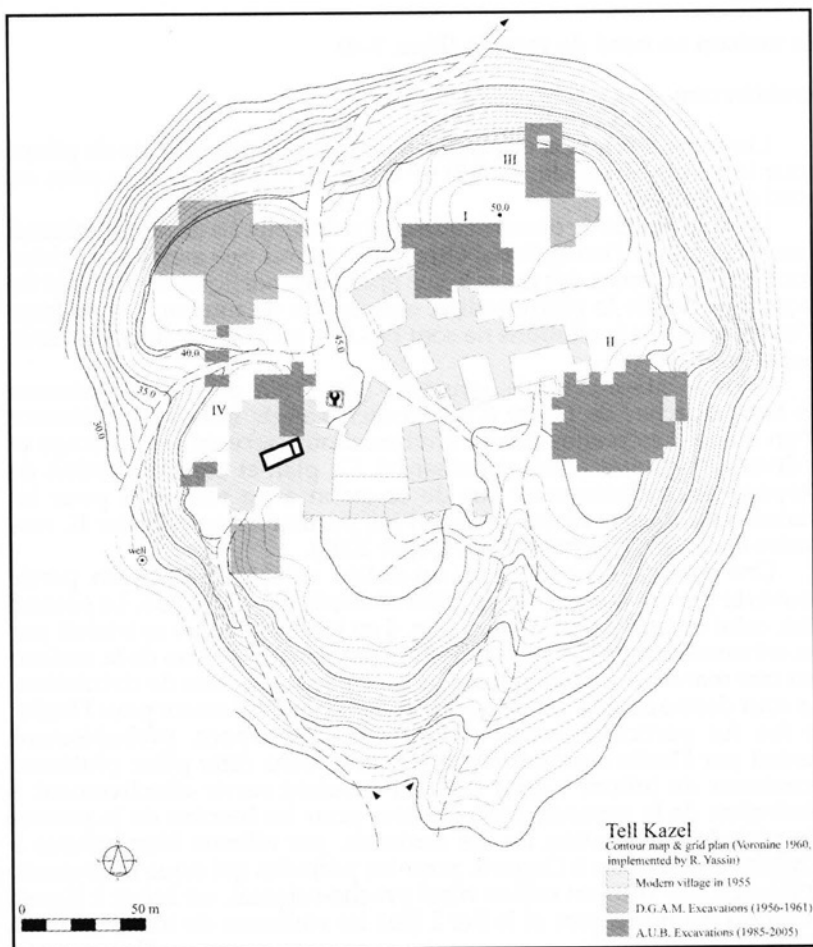 III
50.0
I
II
45.0
40.0
35.0
30.0
IV
well
0 50 m
Tell Kazel
Contour map & grid plan (Voronine 1960,
implemented by R. Yassin)
Modern village in 1955
D.G.A.M. Excavations (1956-1961)
A.U.B. Excavations (1985-2005)